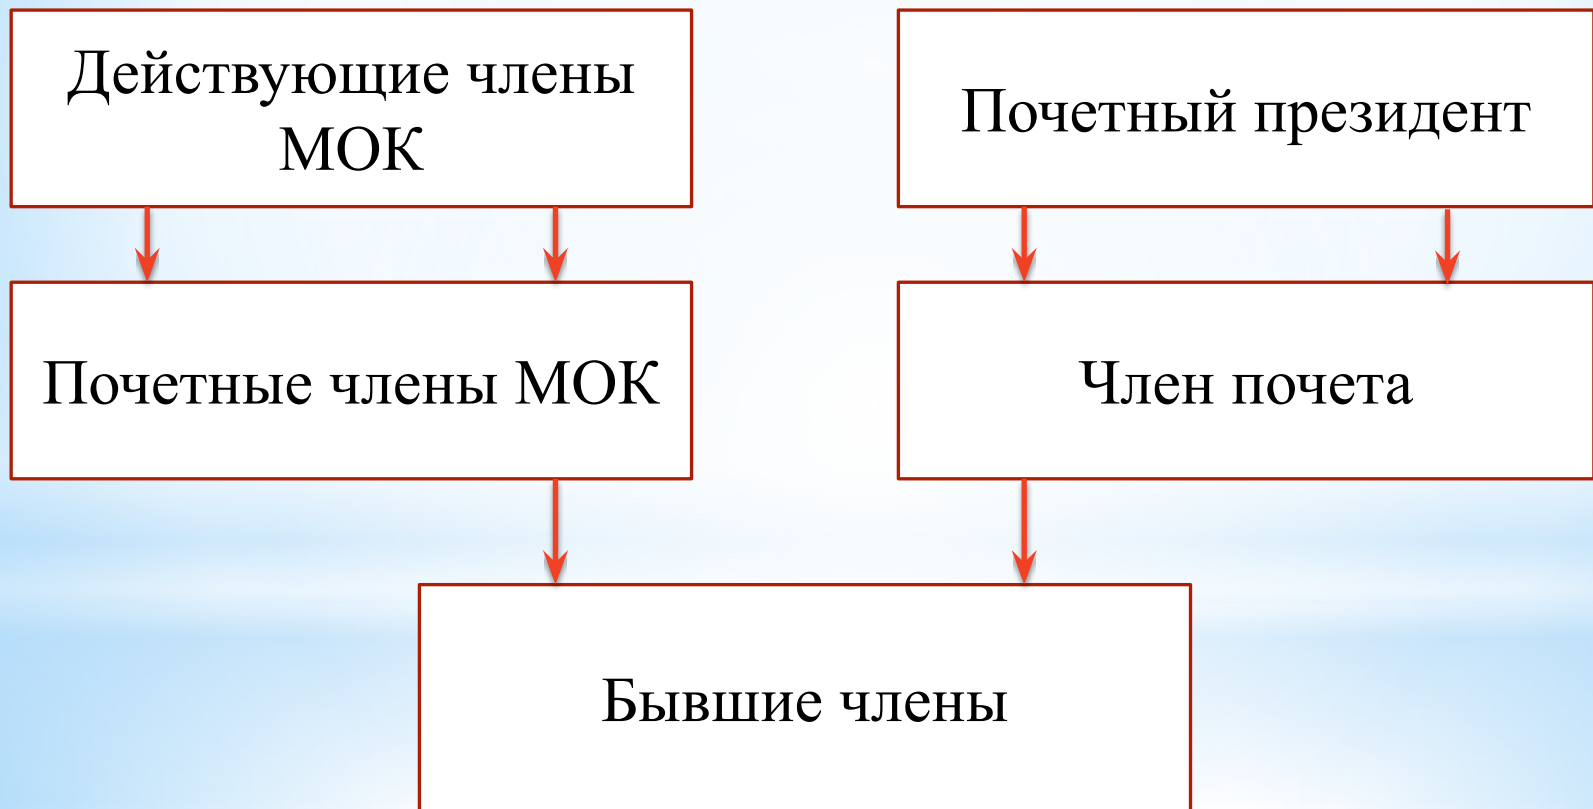 Действующие члены
МОК
Почетный президент
Почетные члены МОК
Член почета
Бывшие члены